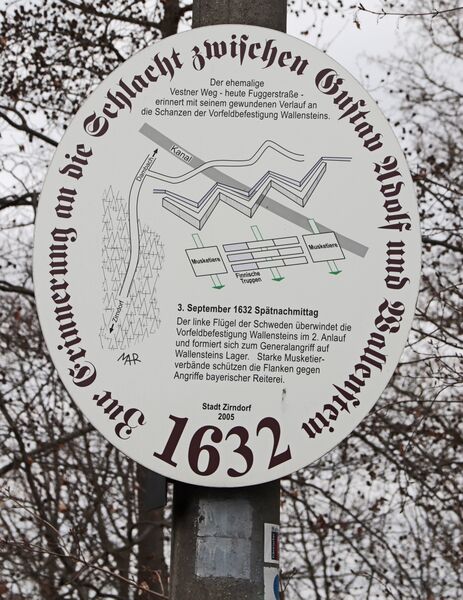 Zur Erinnerung an die Schlacht zwischen Gustav Adolf und Wallenstein
Der ehemalige
Vestner Weg - heute Fuggerstraße -
erinnert mit seinem gewundenen Verlauf an
die Schanzen der Vorfeldbefestigung Wallensteins.
Kanal
Dambach
Musketiere
Finnische
Truppen
Musketiere
Zirndorf
MAR
3. September 1632 Spätnachmittag
Der linke Flügel der Schweden überwindet die
Vorfeldbefestigung Wallensteins im 2. Anlauf
und formiert sich zum Generalangriff auf
Wallensteins Lager. Starke Musketier-
verbände schützen die Flanken gegen
Angriffe bayerischer Reiterei.
Stadt Zirndorf
2005
1632